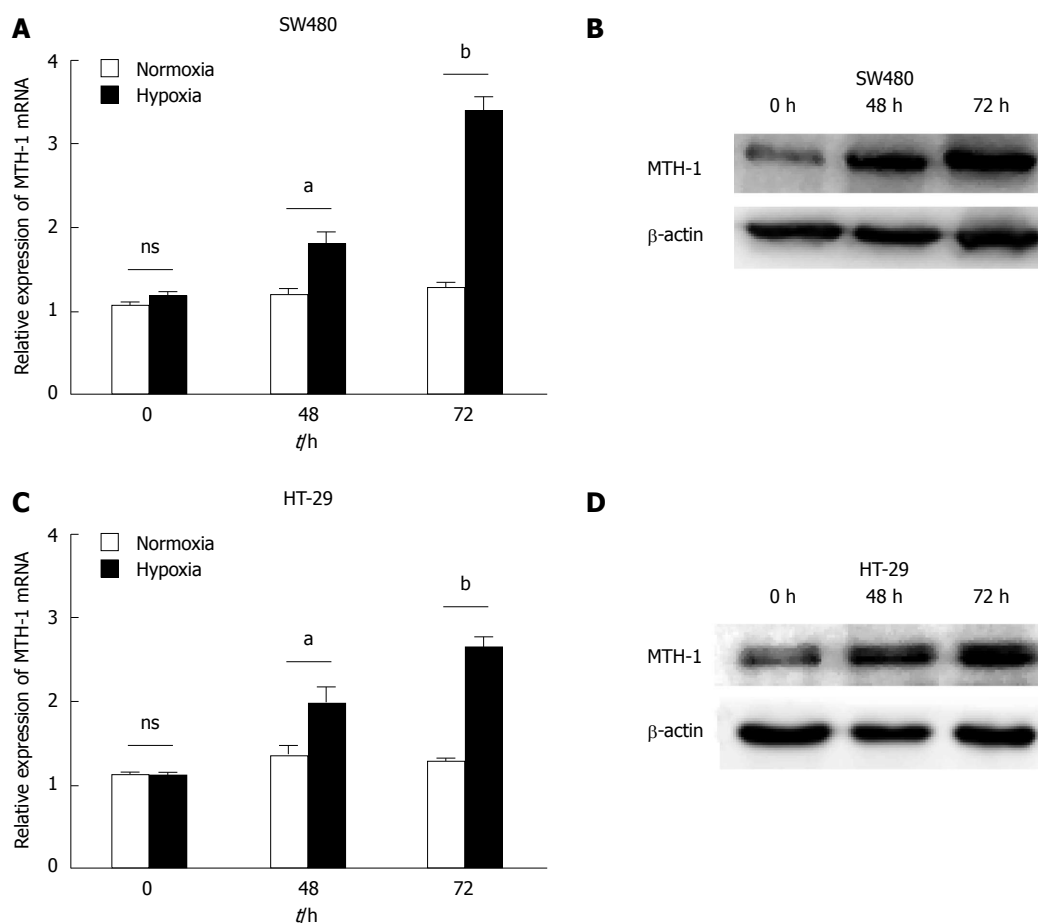 A
SW480
Relative expression of MTH-1 mRNA
4
3
2
1
0
Normoxia
Hypoxia
ns
a
b
0 48 72
t/h
B
SW480
0 h 48 h 72 h
MTH-1
β-actin
C
HT-29
Relative expression of MTH-1 mRNA
4
3
2
1
0
Normoxia
Hypoxia
ns
a
b
0 48 72
t/h
D
HT-29
0 h 48 h 72 h
MTH-1
β-actin